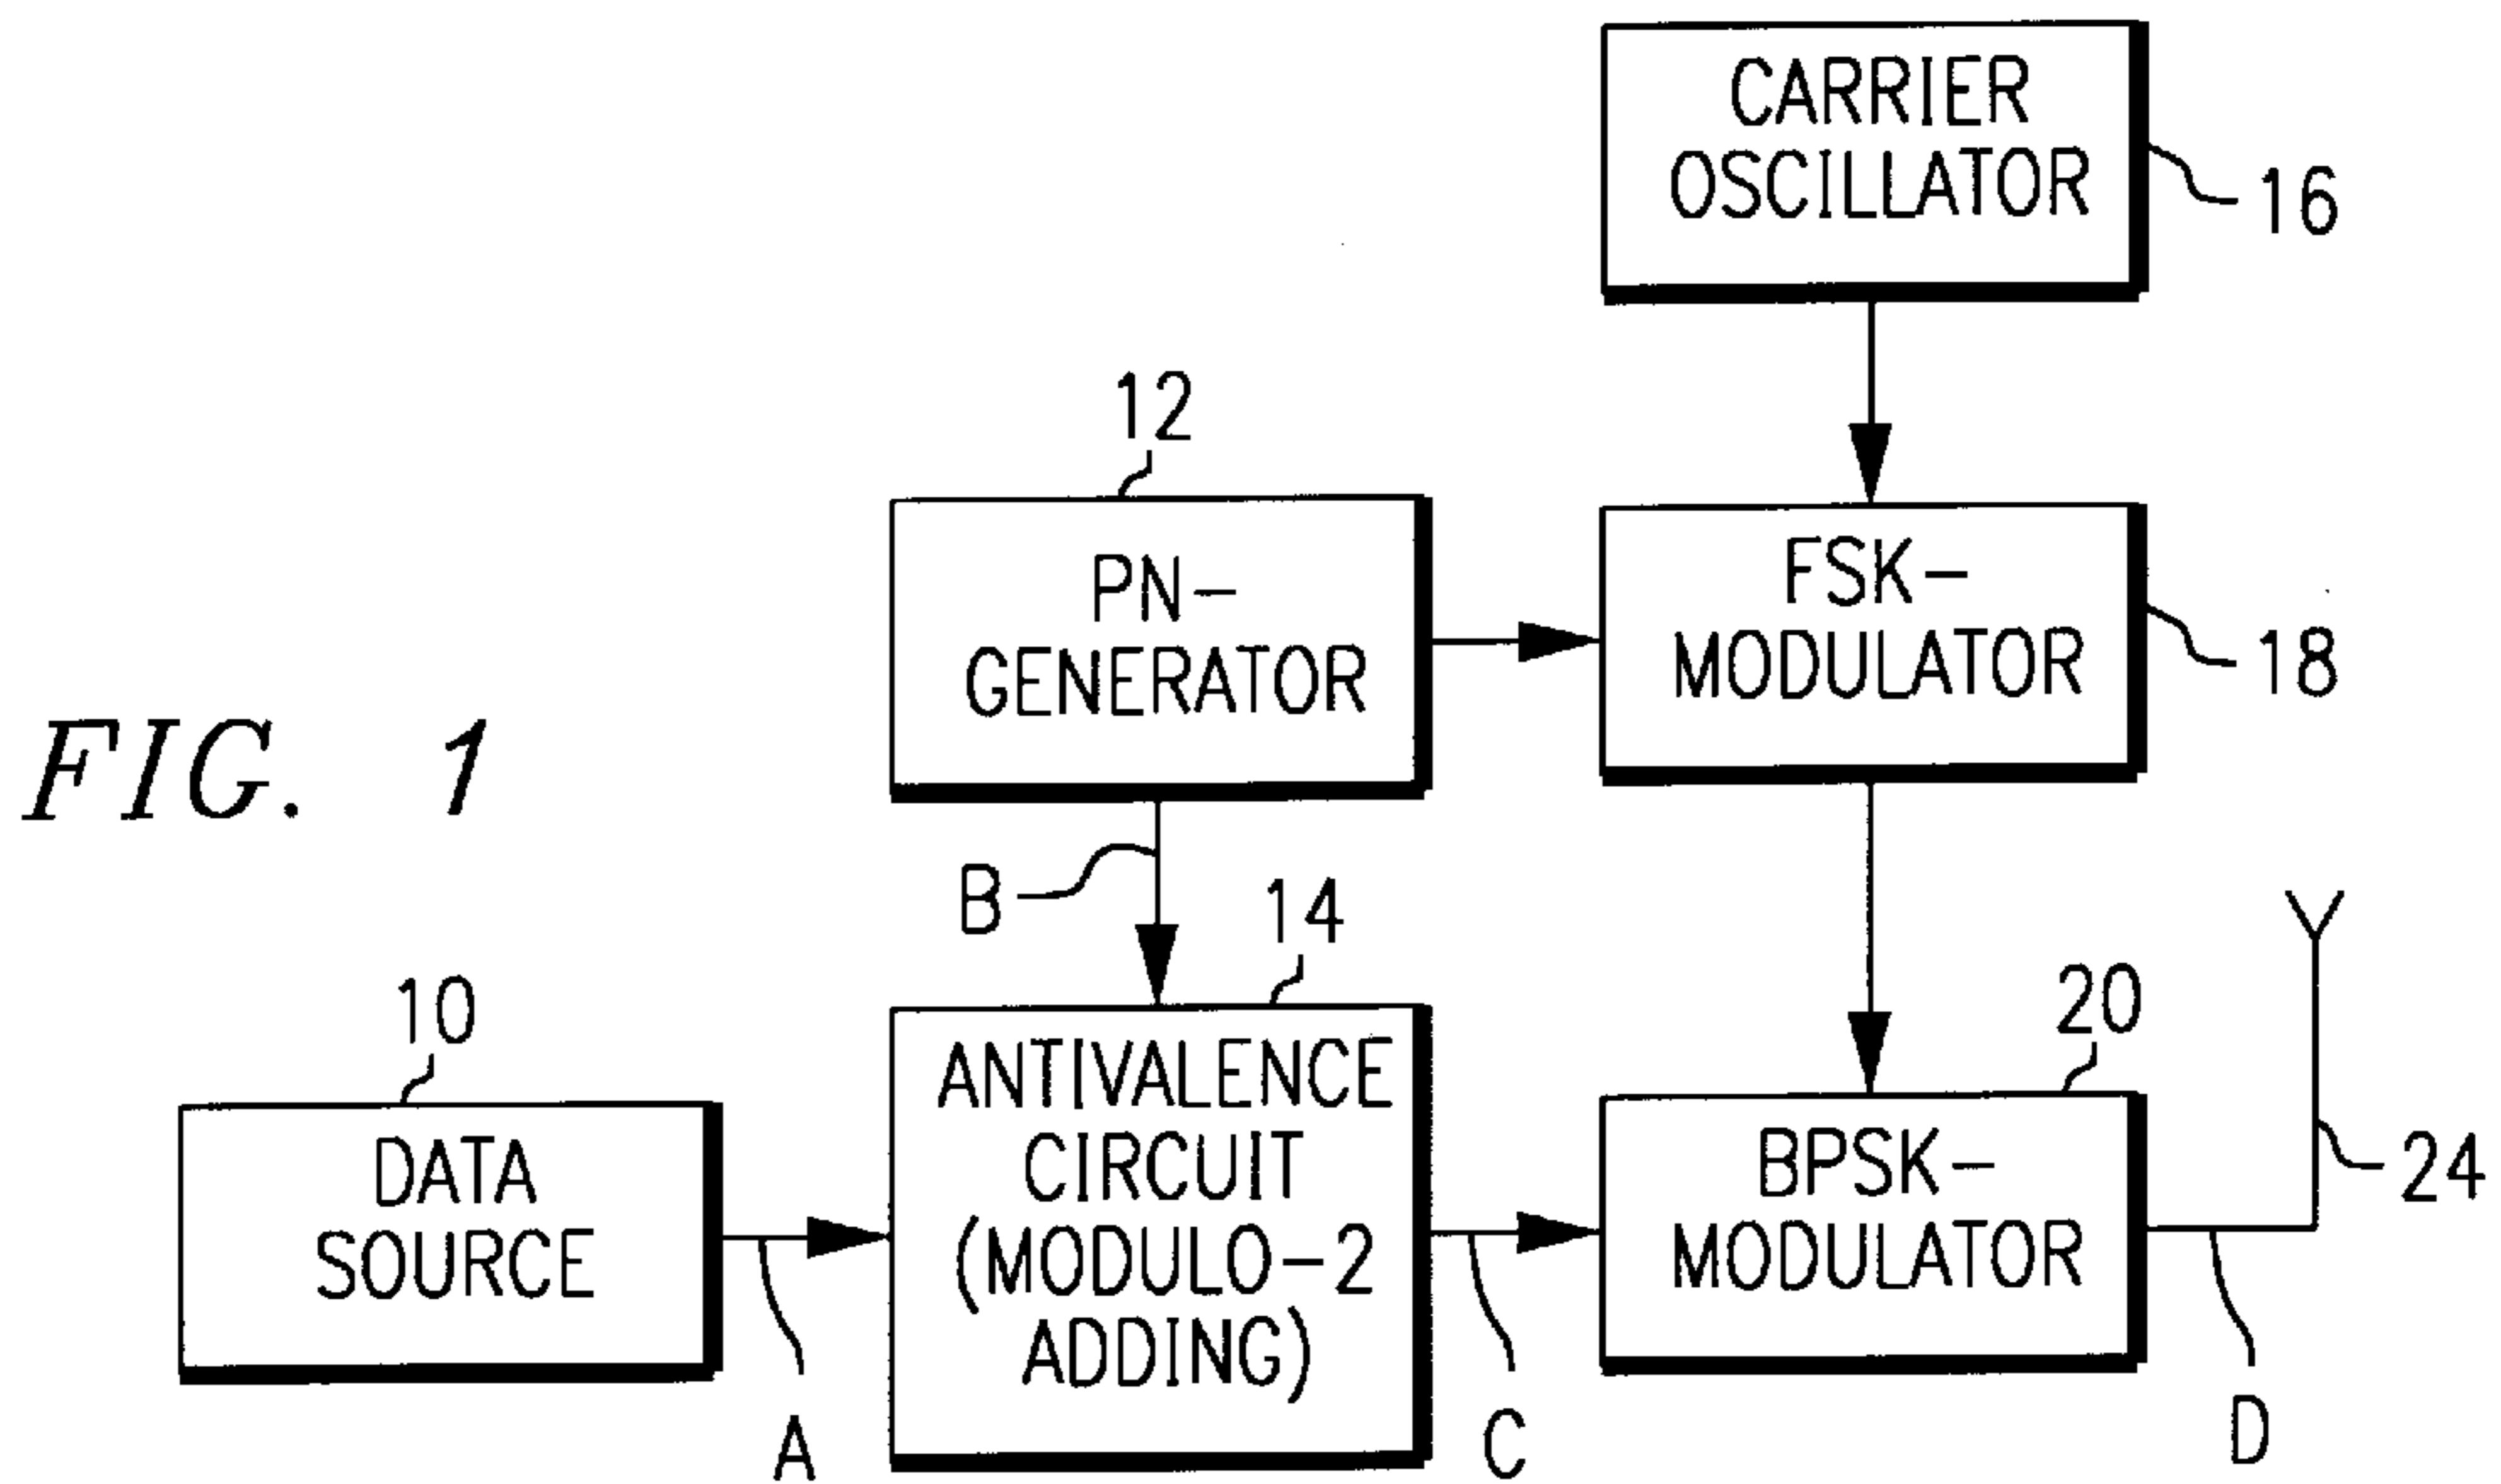 CARRIER
OSCILLATOR
16
12
PN-
GENERATOR
FSK-
MODULATOR
18
FIG. 1
B
14
10
DATA
SOURCE
A
ANTIVALENCE
CIRCUIT
(MODULO-2
ADDING)
C
20
BPSK-
MODULATOR
24
D